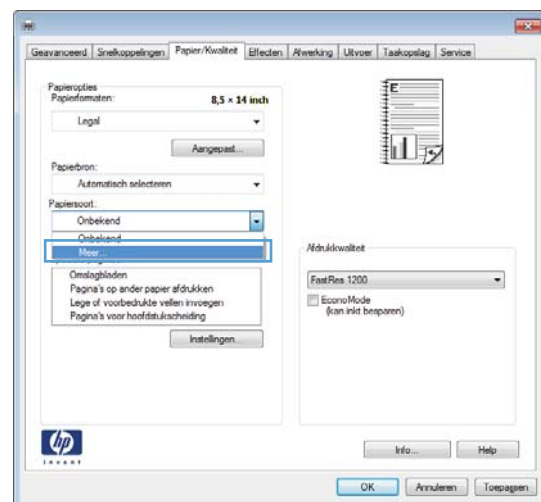 Geavanceerd Snelkoppelingen Papier/Kwaliteit Effecten Afwerking Uitvoer Taakopslag Service
Papieropties
Papierformaten: 8,5 × 14 inch
Legal
Aangepast...
Papierbron:
Automatisch selecteren
Papiersoort:
Onbekend
Onbekend
Meer...
Omslagbladen
Pagina's op ander papier afdrukken
Lege of voorbedrukte vellen invoegen
Pagina's voor hoofdstukscheiding
Instellingen...
E
Afdrukkwaliteit
FastRes 1200
EconoMode
(kan inkt besparen)
hp
invent
Info... Help
OK Annuleren Toepassen